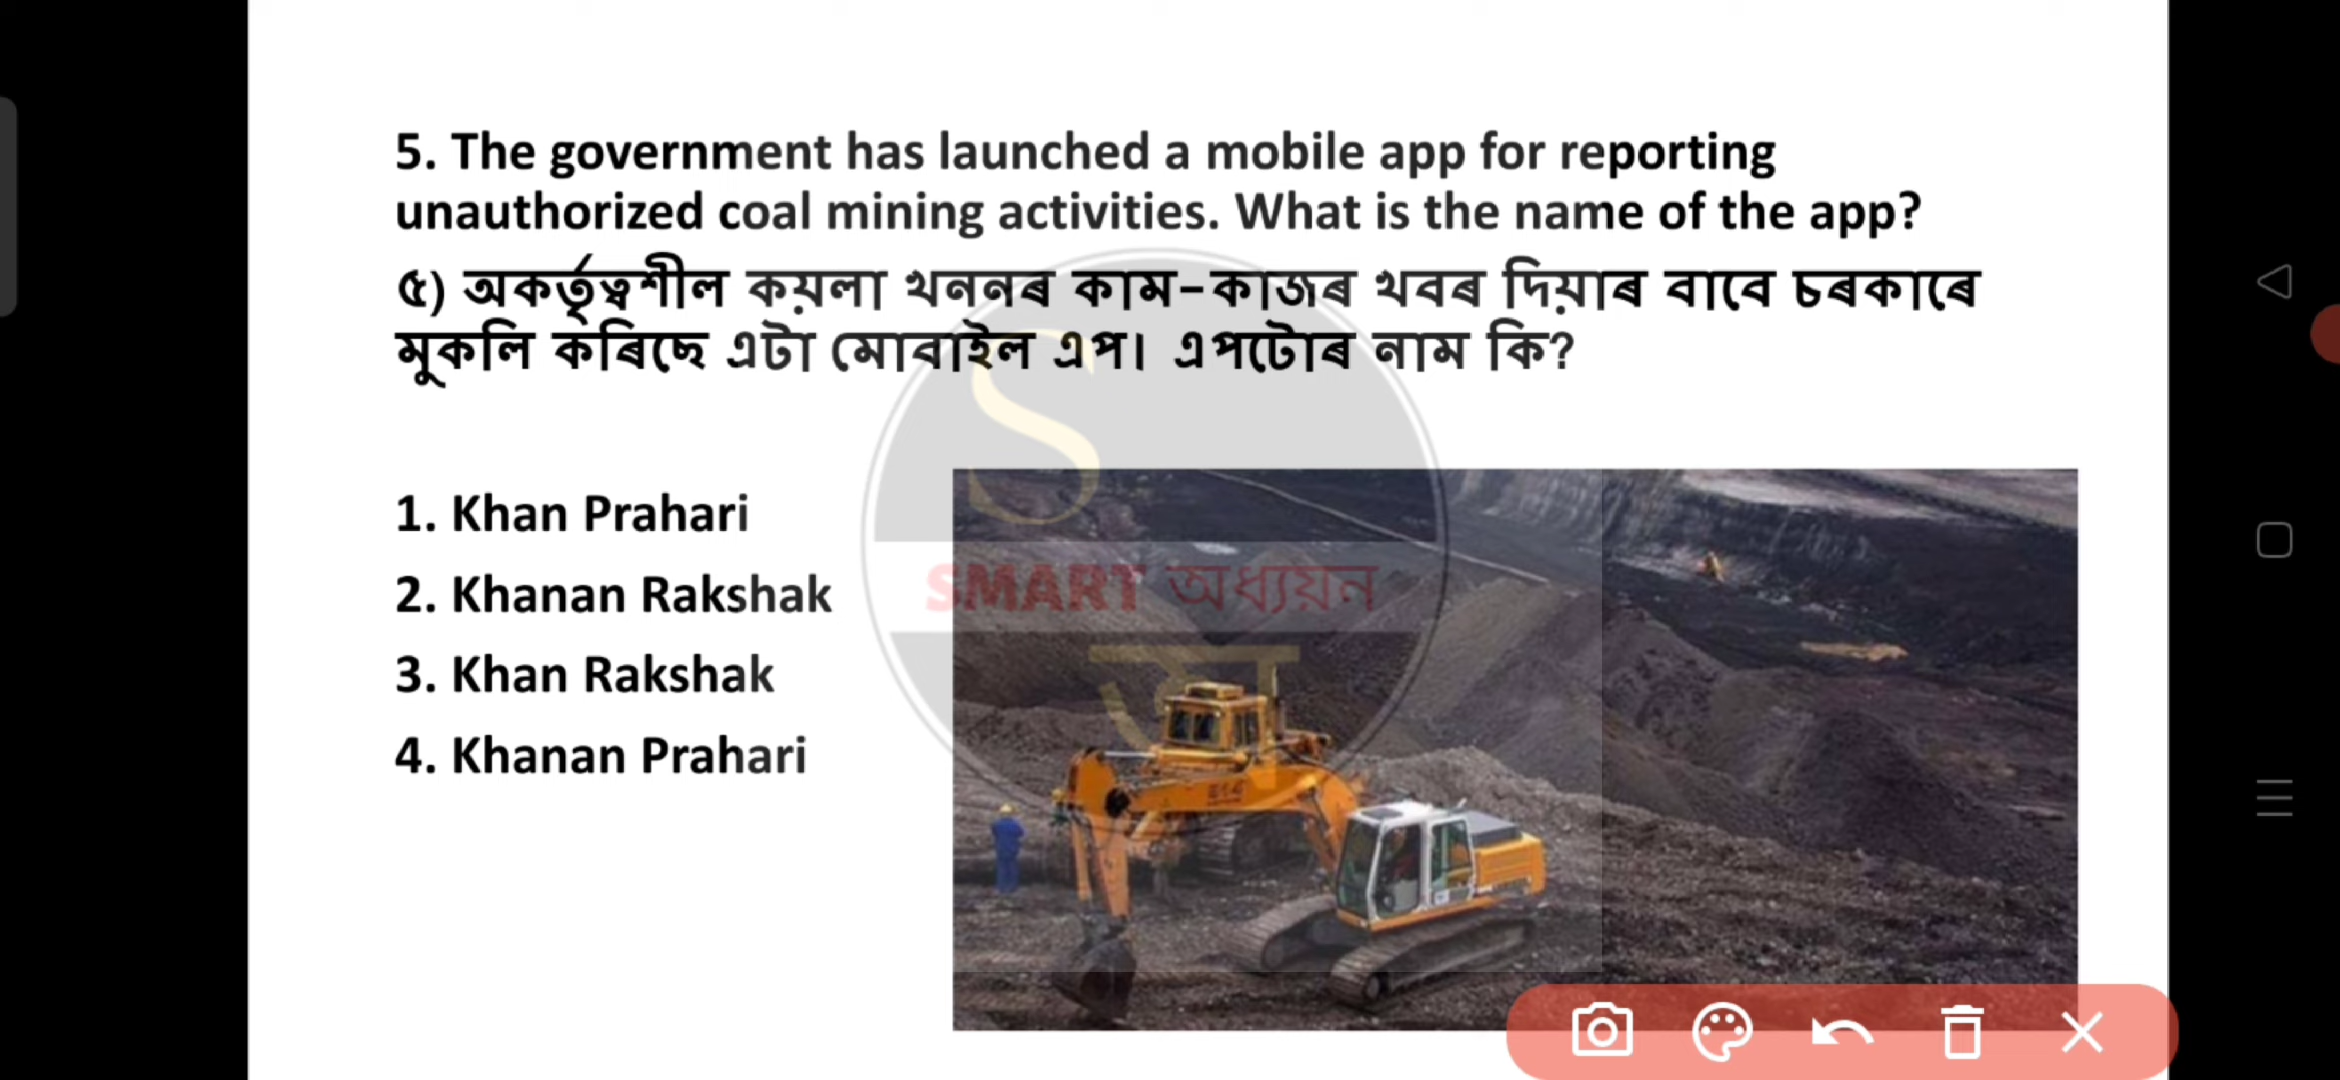 5. The government has launched a mobile app for reporting
unauthorized coal mining activities. What is the name of the app?
৫) অকৰ্তৃত্বশীল কয়লা খননৰ কাম-কাজৰ খবৰ দিয়াৰ বাবে চৰকাৰে
মুকলি কৰিছে এটা মোবাইল এপ। এপটোৰ নাম কি?
1. Khan Prahari
2. Khanan Rakshak
3. Khan Rakshak
4. Khanan Prahari
S
SMART অধ্যয়ন
অ